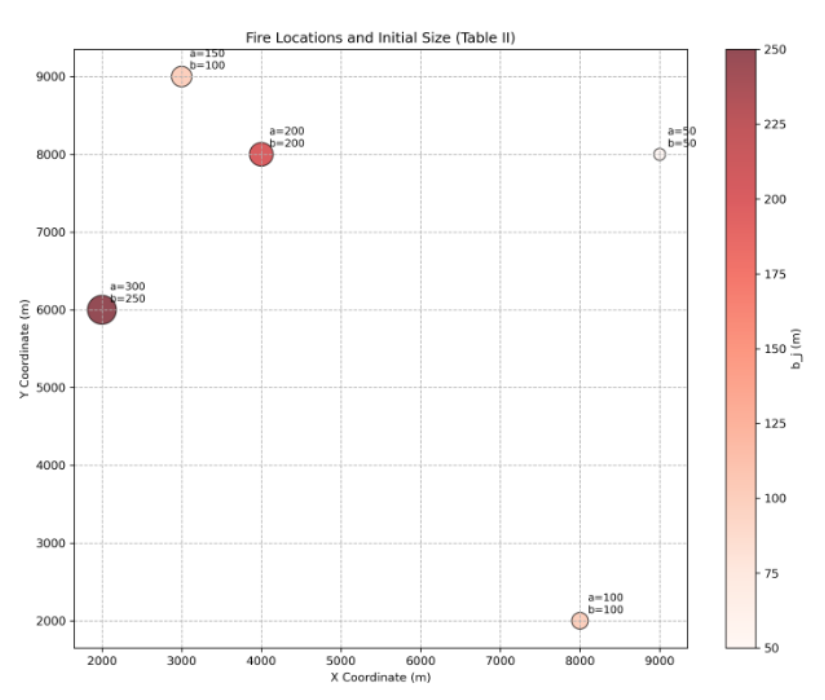 Fire Locations and Initial Size (Table II)
a=150
b=100
a=200
b=200
a=50
b=50
a=300
b=250
a=100
b=100
9000
8000
7000
6000
5000
4000
3000
2000
Y Coordinate (m)
2000 3000 4000 5000 6000 7000 8000 9000
X Coordinate (m)
250
225
200
175
150
125
100
75
50
b_j (m)